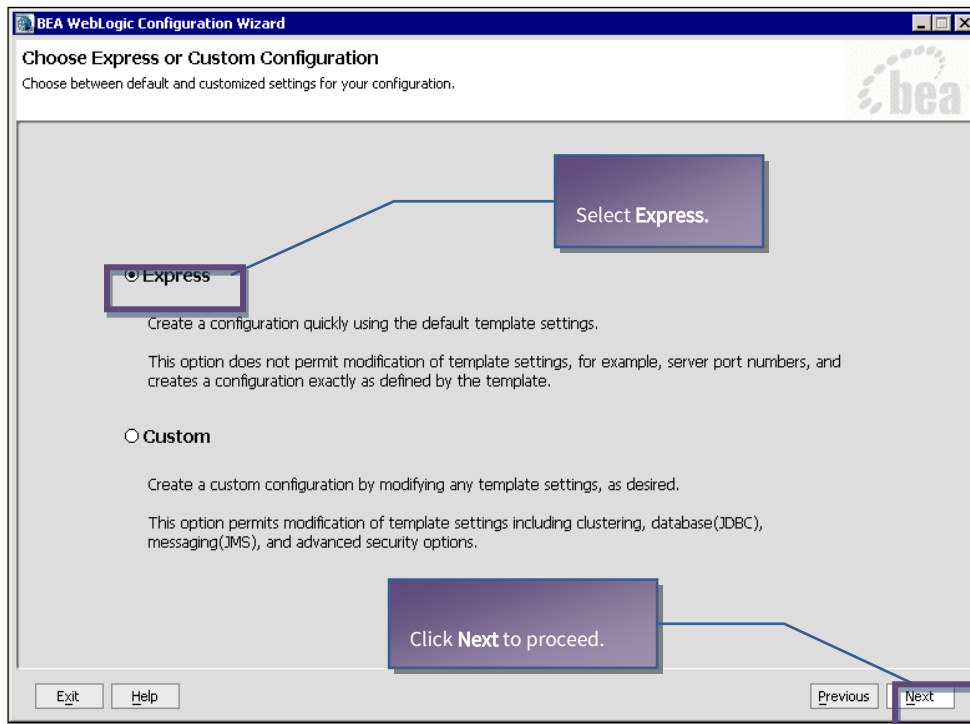 BEA WebLogic Configuration Wizard
Choose Express or Custom Configuration
Choose between default and customized settings for your configuration.
bea
Select Express.
Express
Create a configuration quickly using the default template settings.
This option does not permit modification of template settings, for example, server port numbers, and
creates a configuration exactly as defined by the template.
Custom
Create a custom configuration by modifying any template settings, as desired.
This option permits modification of template settings including clustering, database(JDBC),
messaging(JMS), and advanced security options.
Click Next to proceed.
Exit Help Previous Next